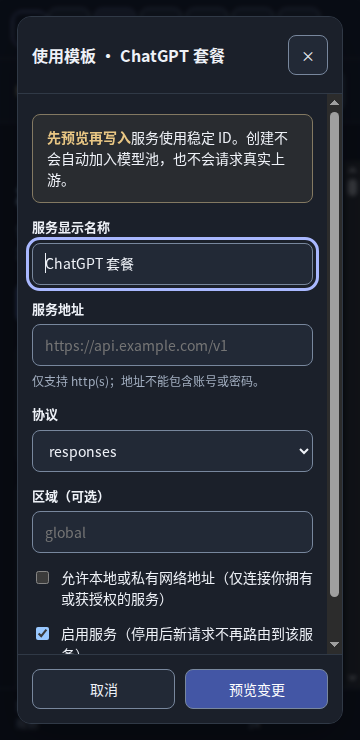 使用模板 · ChatGPT 套餐
×
先预览再写入服务使用稳定 ID。创建不
会自动加入模型池，也不会请求真实上
游。
服务显示名称
ChatGPT 套餐
服务地址
https://api.example.com/v1
仅支持 http(s)；地址不能包含账号或密码。
协议
responses
区域（可选）
global
允许本地或私有网络地址（仅连接你拥有
或获授权的服务）
启用服务（停用后新请求不再路由到该服
务）
取消
预览变更